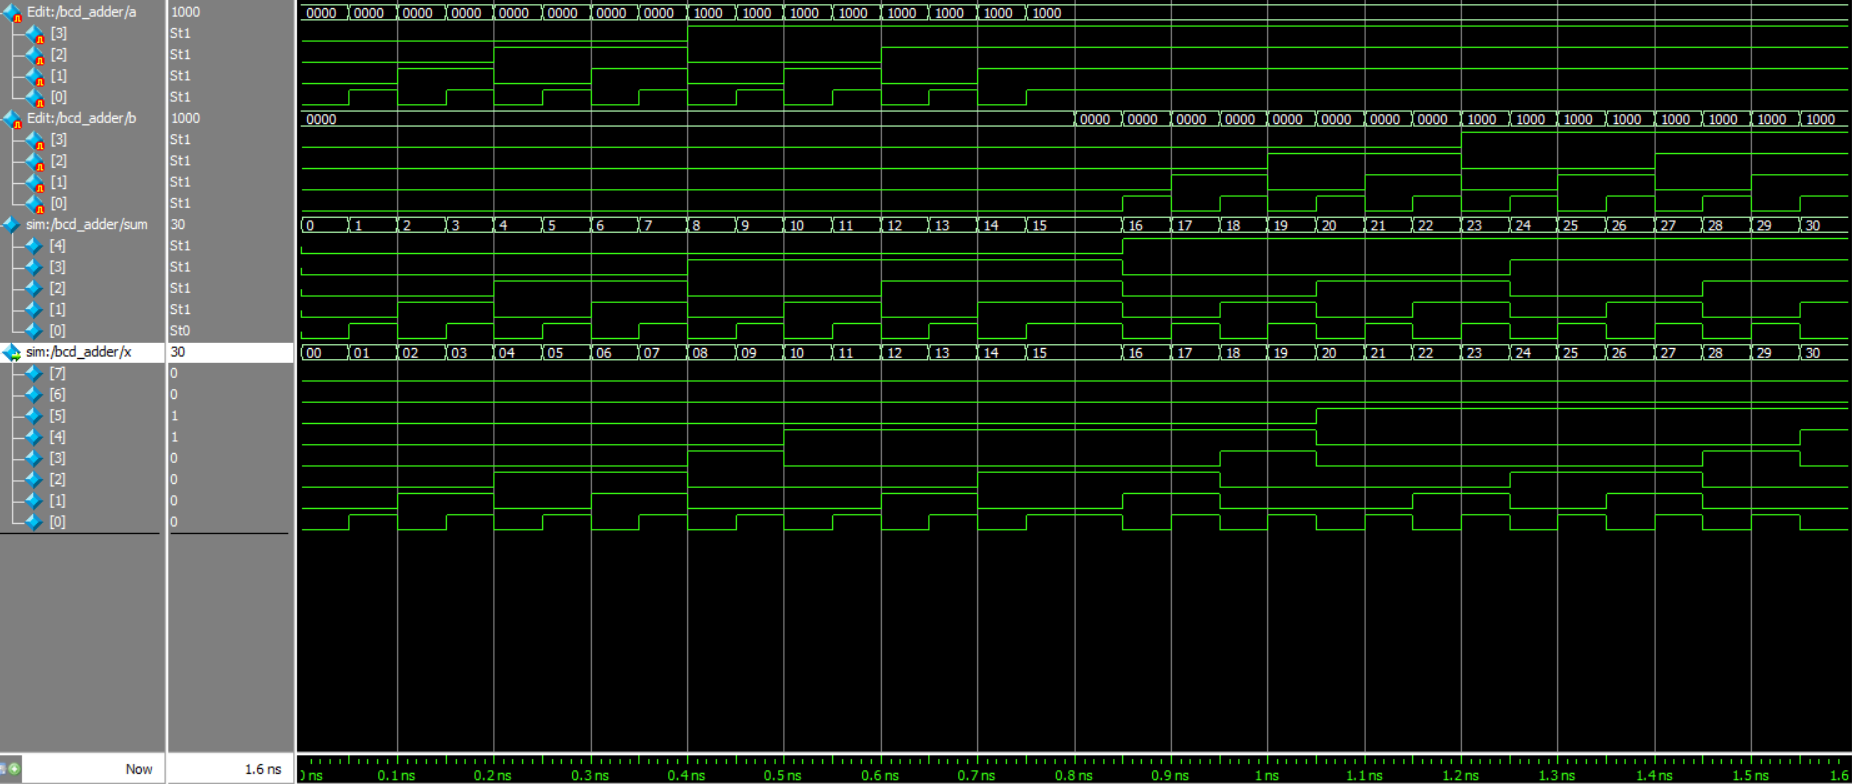 Edit:/bcd_adder/a 1000 0000 0000 0000 0000 0000 0000 0000 0000 1000 1000 1000 1000 1000 1000 1000 1000
[3] St1
[2] St1
[1] St1
[0] St1
Edit:/bcd_adder/b 1000 0000 0000 0000 0000 0000 0000 0000 0000 0000 1000 1000 1000 1000 1000 1000 1000 1000
[3] St1
[2] St1
[1] St1
[0] St1
sim:/bcd_adder/sum 30 0 1 2 3 4 5 6 7 8 9 10 11 12 13 14 15 16 17 18 19 20 21 22 23 24 25 26 27 28 29 30
[4] St1
[3] St1
[2] St1
[1] St1
[0] St0
sim:/bcd_adder/x 30 00 01 02 03 04 05 06 07 08 09 10 11 12 13 14 15 16 17 18 19 20 21 22 23 24 25 26 27 28 29 30
[7] 0
[6] 0
[5] 1
[4] 1
[3] 0
[2] 0
[1] 0
[0] 0
Now 1.6 ns ns 0.1 ns 0.2 ns 0.3 ns 0.4 ns 0.5 ns 0.6 ns 0.7 ns 0.8 ns 0.9 ns 1 ns 1.1 ns 1.2 ns 1.3 ns 1.4 ns 1.5 ns 1.6